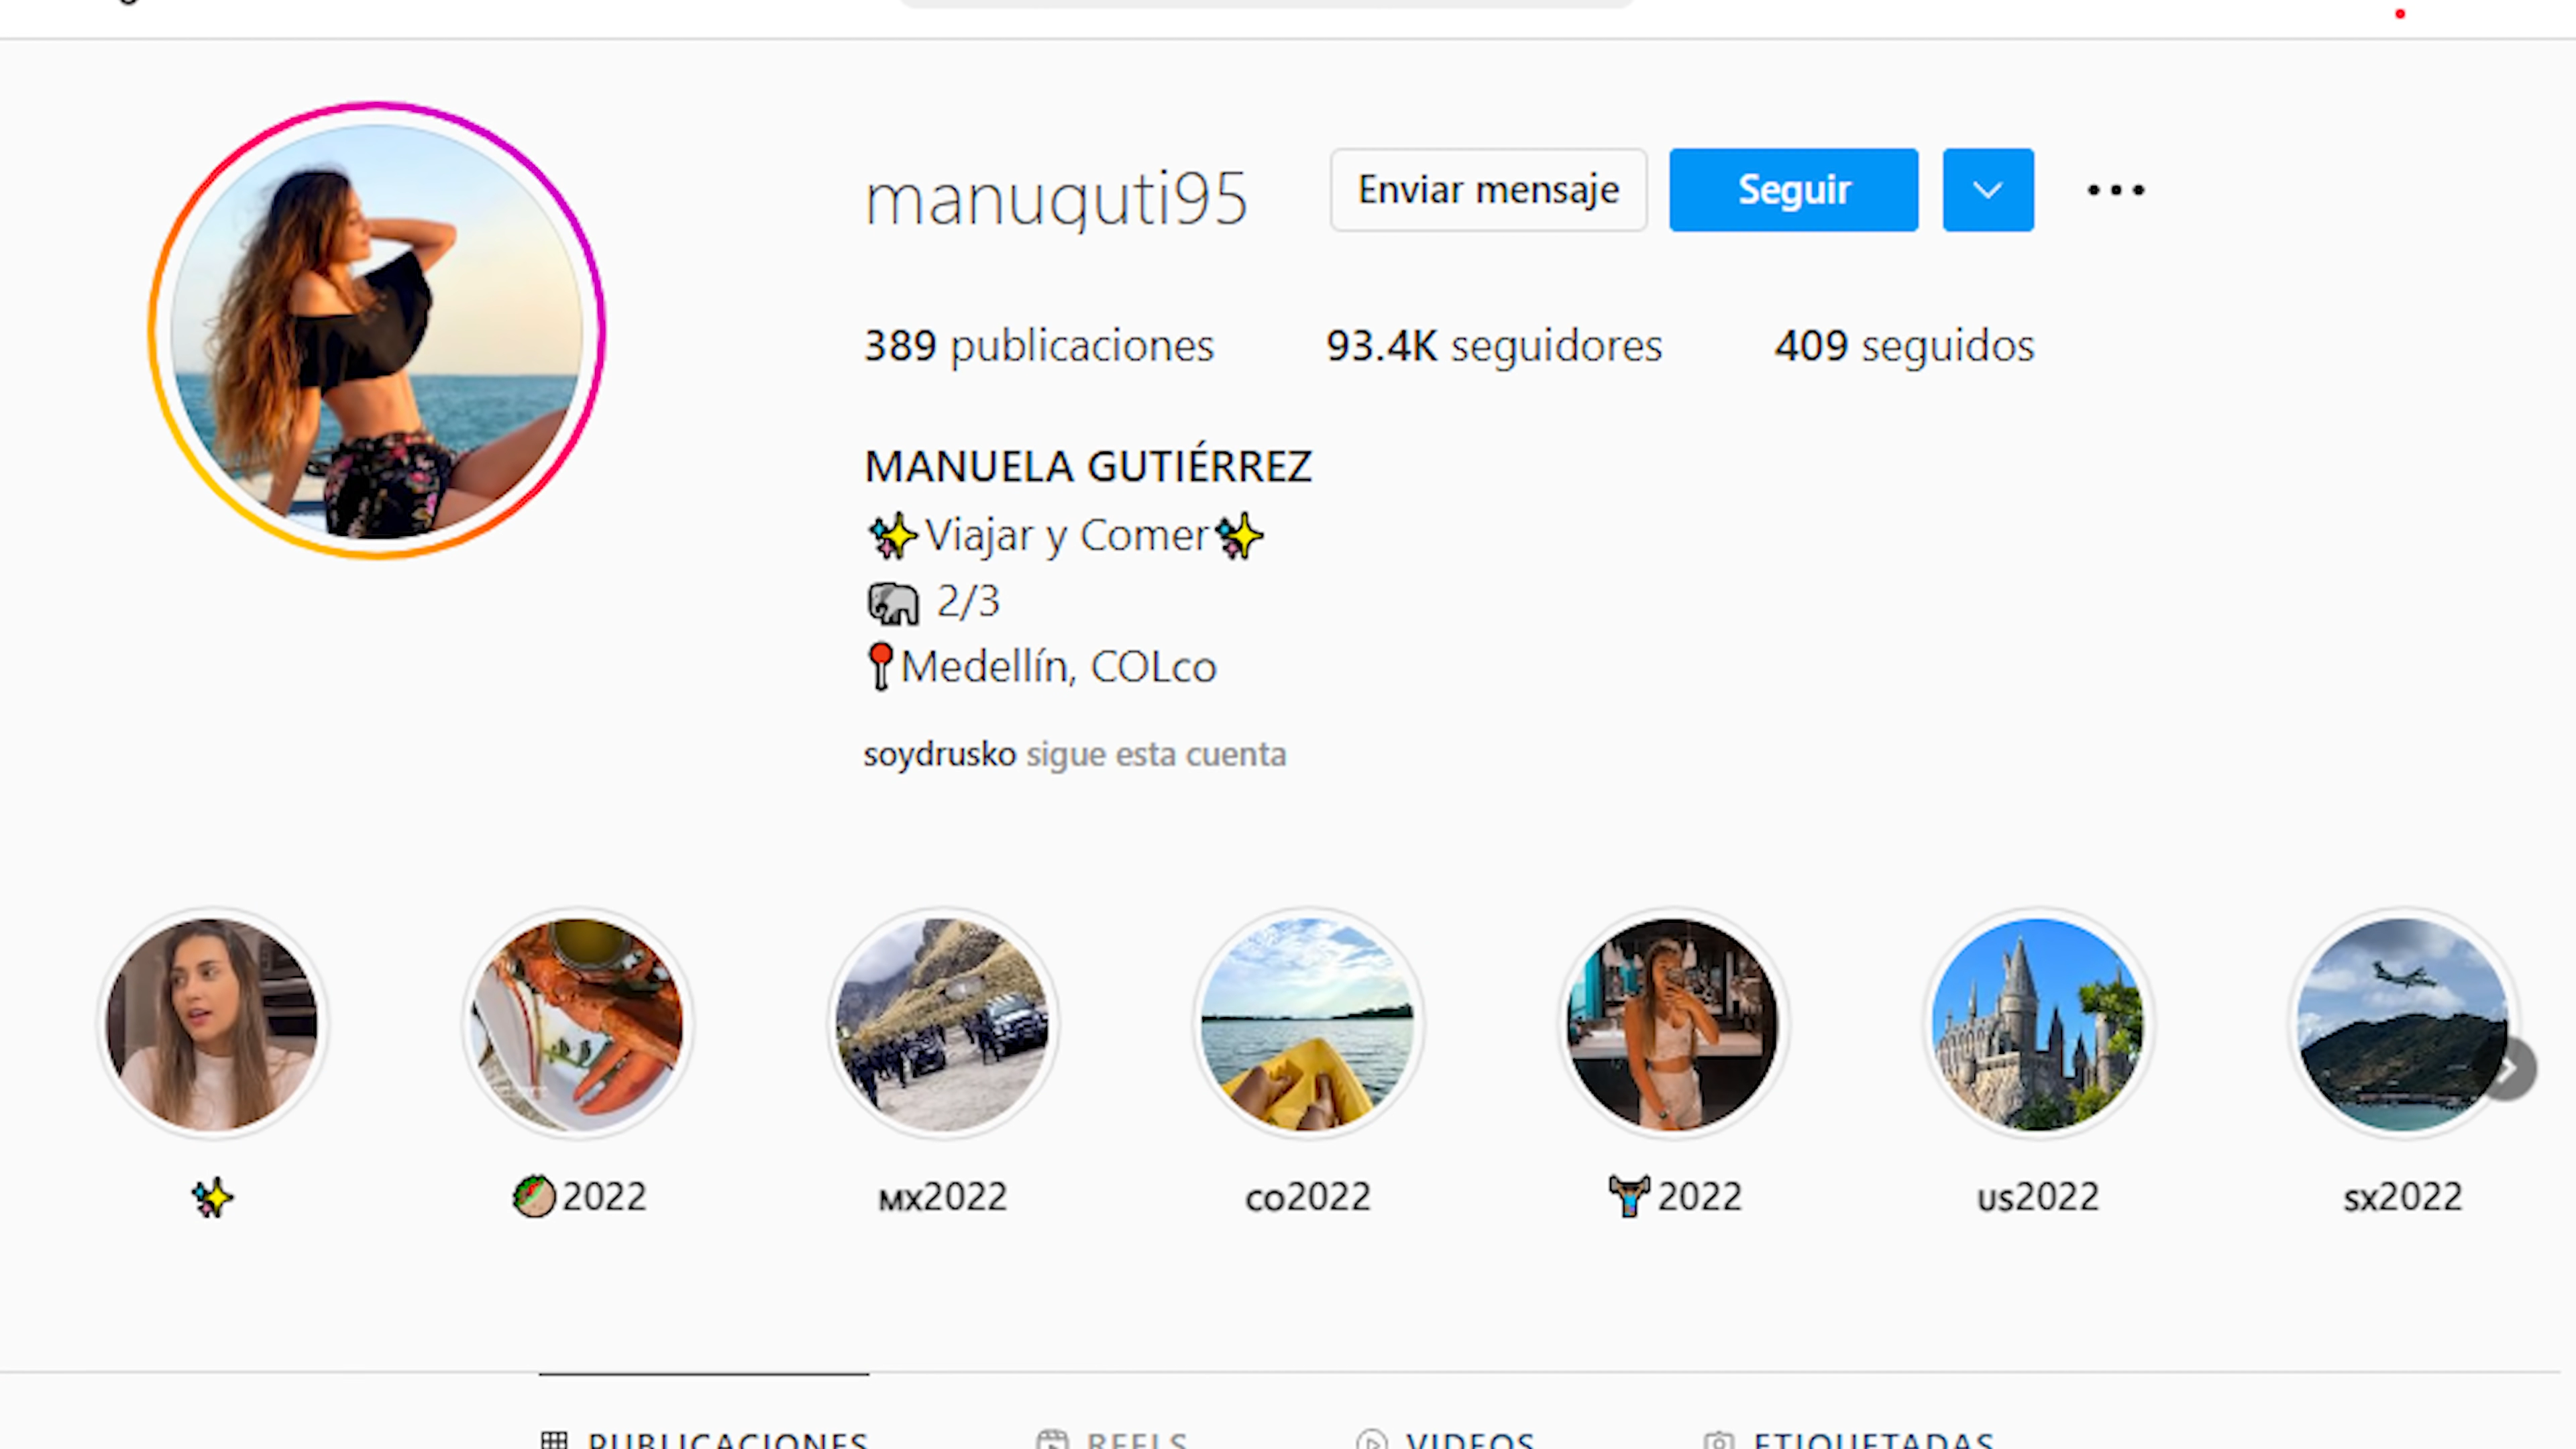 manuguti95 Enviar mensaje Seguir
389 publicaciones 93.4K seguidores 409 seguidos
MANUELA GUTIÉRREZ
✨Viajar y Comer✨
🐘 2/3
📍Medellín, COLco
soydrusko sigue esta cuenta
✨ 🥙2022 MX2022 CO2022 🏋2022 US2022 SX2022
PUBLICACIONES REELS VIDEOS ETIQUETADAS